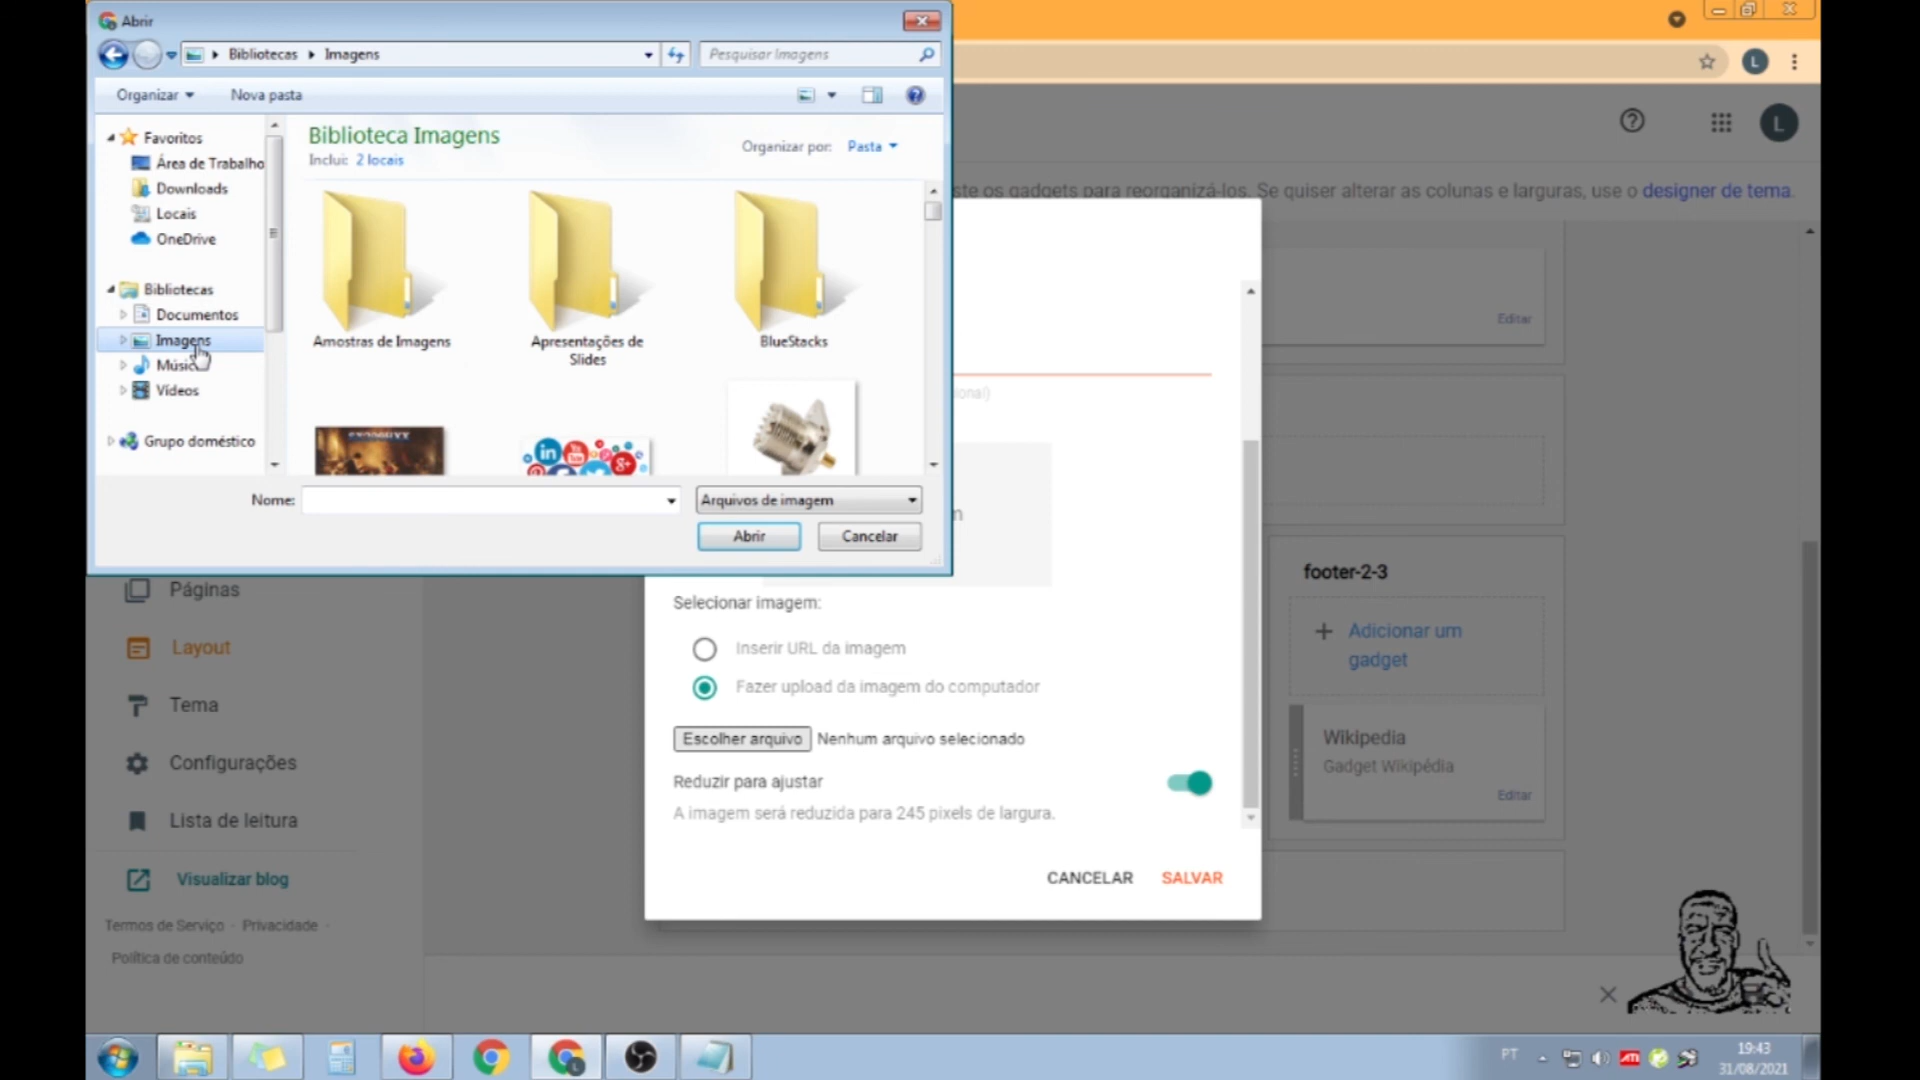 Abrir
Bibliotecas
Imagens
Pesquisar Imagens
Organizar
Nova pasta
Favoritos
Área de Trabalho
Downloads
Locais
OneDrive
Bibliotecas
Documentos
Imagens
Músic
Vídeos
Grupo doméstico
Biblioteca Imagens
Inclui: 2 locais
Organizar por: Pasta
Amostras de Imagens
Apresentações de
Slides
BlueStacks
Nome:
Arquivos de imagem
Abrir
Cancelar
L
L
ste os gadgets para reorganizá-los. Se quiser alterar as colunas e larguras, use o designer de tema.
Editar
ional)
m
Selecionar imagem:
Inserir URL da imagem
Fazer upload da imagem do computador
Escolher arquivo Nenhum arquivo selecionado
Reduzir para ajustar
A imagem será reduzida para 245 pixels de largura.
CANCELAR
SALVAR
footer-2-3
Adicionar um
gadget
Wikipedia
Gadget Wikipédia
Editar
Páginas
Layout
Tema
Configurações
Lista de leitura
Visualizar blog
Termos de Serviço · Privacidade ·
Política de conteúdo
PT
19:43
31/08/2021